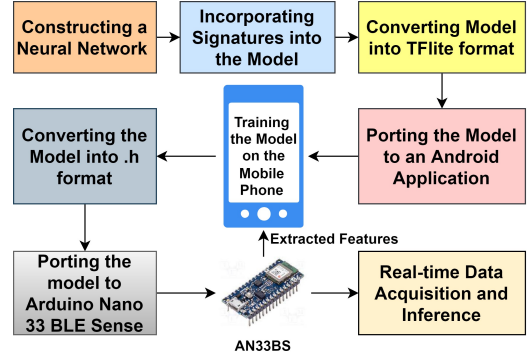 Constructing a
Neural Network
Incorporating
Signatures into
the Model
Converting Model
into TFlite format
Converting the
Model into .h
format
Training
the Model
on the
Mobile
Phone
Porting the Model
to an Android
Application
Extracted Features
Porting the
model to
Arduino Nano
33 BLE Sense
Real-time Data
Acquisition and
Inference
AN33BS